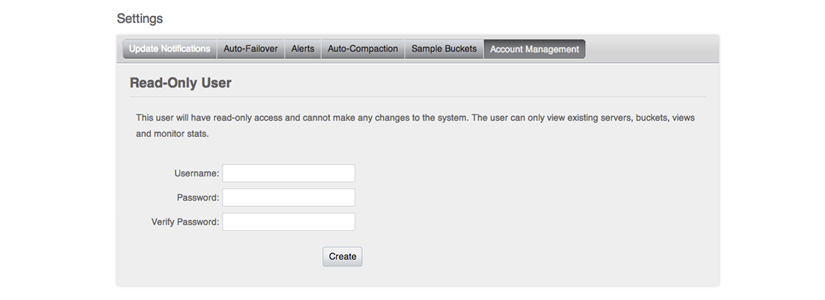 Settings
Update Notifications Auto-Failover Alerts Auto-Compaction Sample Buckets Account Management
Read-Only User
This user will have read-only access and cannot make any changes to the system. The user can only view existing servers, buckets, views
and monitor stats.
Username:
Password:
Verify Password:
Create